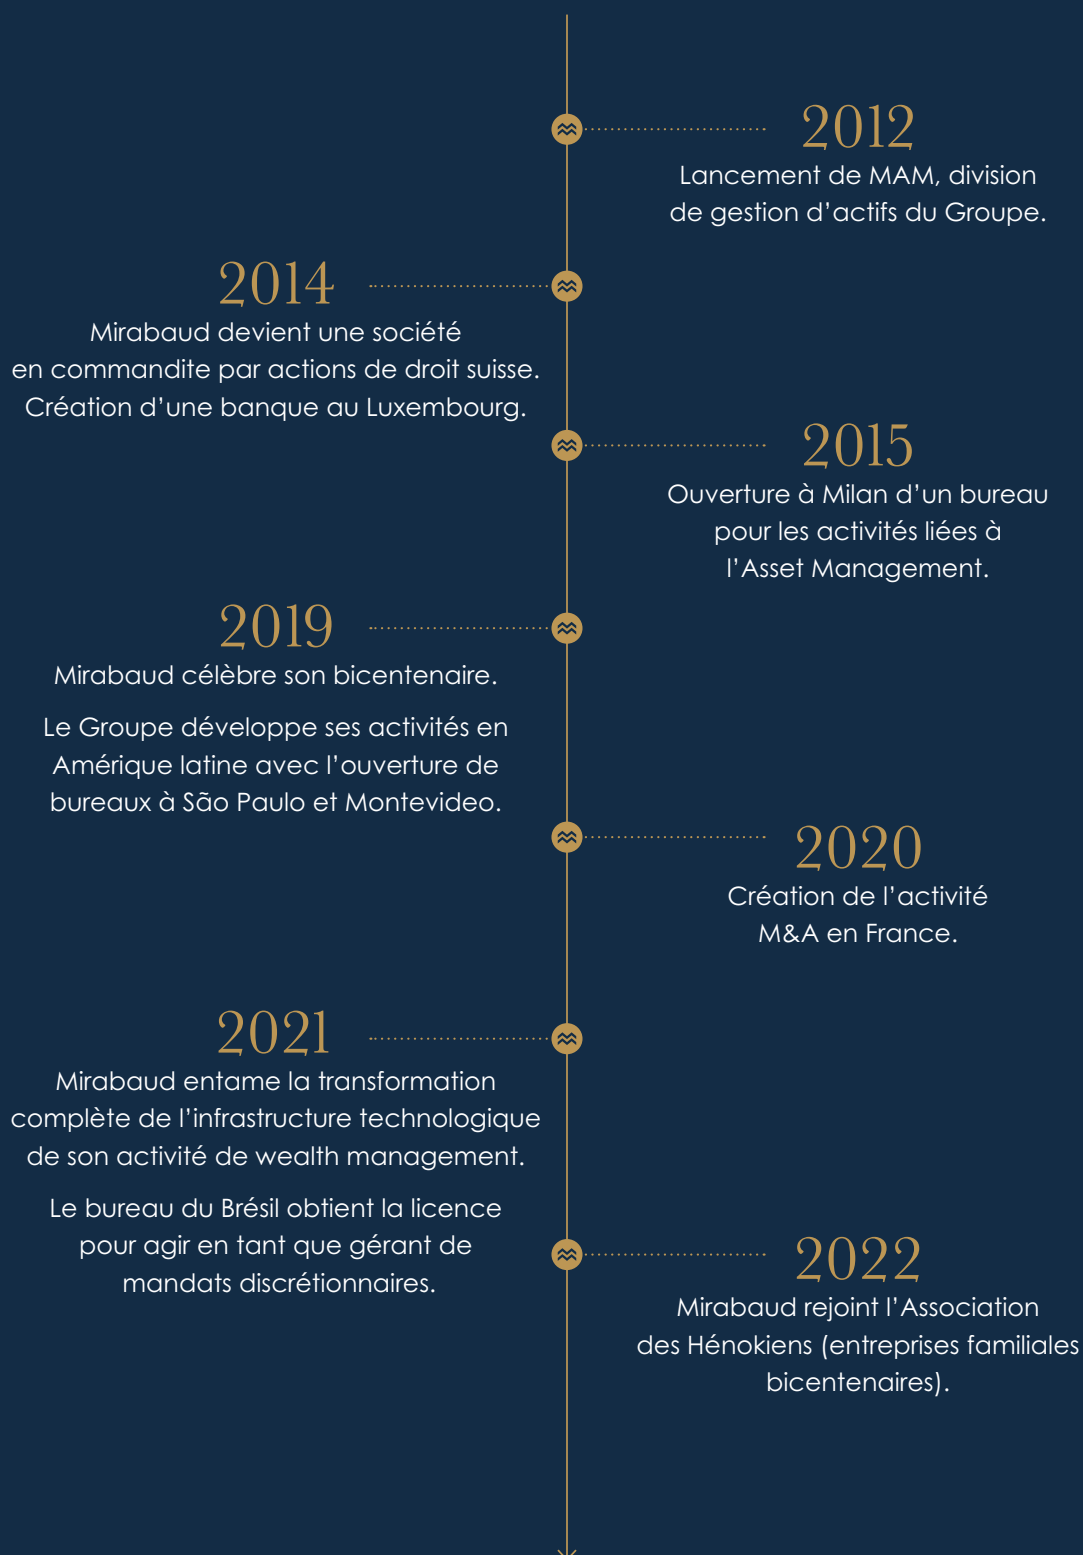 2012
Lancement de MAM, division
de gestion d’actifs du Groupe.
2014
Mirabaud devient une société
en commandite par actions de droit suisse.
Création d’une banque au Luxembourg.
2015
Ouverture à Milan d’un bureau
pour les activités liées à
l’Asset Management.
2019
Mirabaud célèbre son bicentenaire.
Le Groupe développe ses activités en
Amérique latine avec l’ouverture de
bureaux à São Paulo et Montevideo.
2020
Création de l’activité
M&A en France.
2021
Mirabaud entame la transformation
complète de l’infrastructure technologique
de son activité de wealth management.
Le bureau du Brésil obtient la licence
pour agir en tant que gérant de
mandats discrétionnaires.
2022
Mirabaud rejoint l’Association
des Hénokiens (entreprises familiales
bicentenaires).